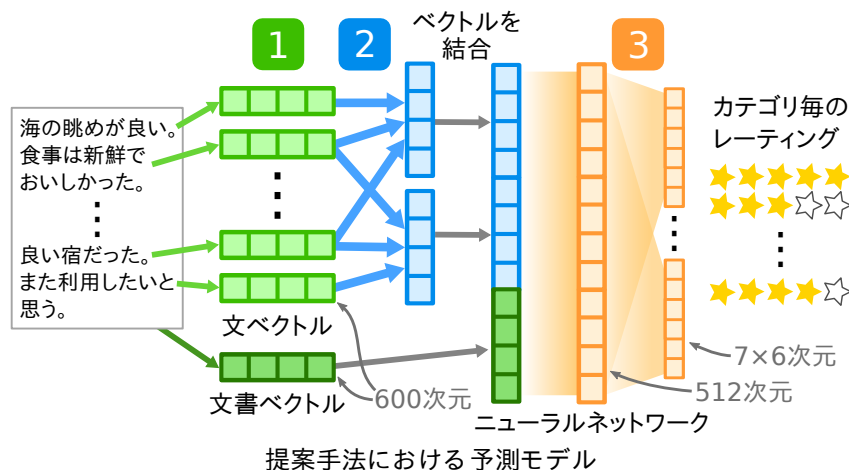 1
2
ベクトルを
結合
3
海の眺めが良い。
食事は新鮮で
おいしかった。
良い宿だった。
また利用したいと
思う。
カテゴリ毎の
レーティング
文ベクトル
文書ベクトル
600次元
7×6次元
512次元
ニューラルネットワーク
提案手法における予測モデル